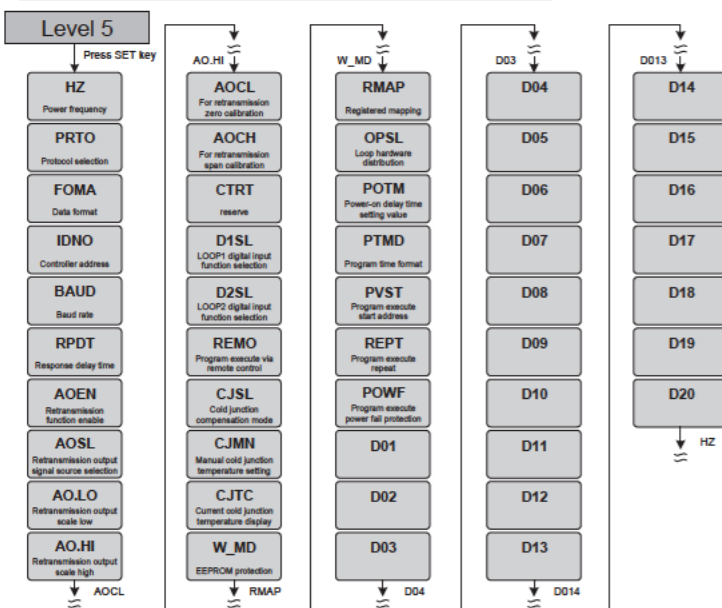 Level 5
Press SET key
HZ
Power frequency
PRTO
Protocol selection
FOMA
Data format
IDNO
Controller address
BAUD
Baud rate
RPDT
Response delay time
AOEN
Retransmission
function enable
AOSL
Retransmission output
signal source selection
AO.LO
Retransmission output
scale low
AO.HI
Retransmission output
scale high
AOCL
AO.HI
AOCL
For retransmission
zero calibration
AOCH
For retransmission
span calibration
CTRT
reserve
D1SL
LOOP1 digital input
function selection
D2SL
LOOP2 digital input
function selection
REMO
Program execute via
remote control
CJSL
Cold junction
compensation mode
CJMN
Manual cold junction
temperature setting
CJTC
Current cold junction
temperature display
W_MD
EEPROM protection
RMAP
W_MD
RMAP
Registered mapping
OPSL
Loop hardware
distribution
POTM
Power-on delay time
setting value
PTMD
Program time format
PVST
Program execute
start address
REPT
Program execute
repeat
POWF
Program execute
power fail protection
D01
D02
D03
D04
D03
D04
D05
D06
D07
D08
D09
D10
D11
D12
D13
D014
D013
D14
D15
D16
D17
D18
D19
D20
HZ